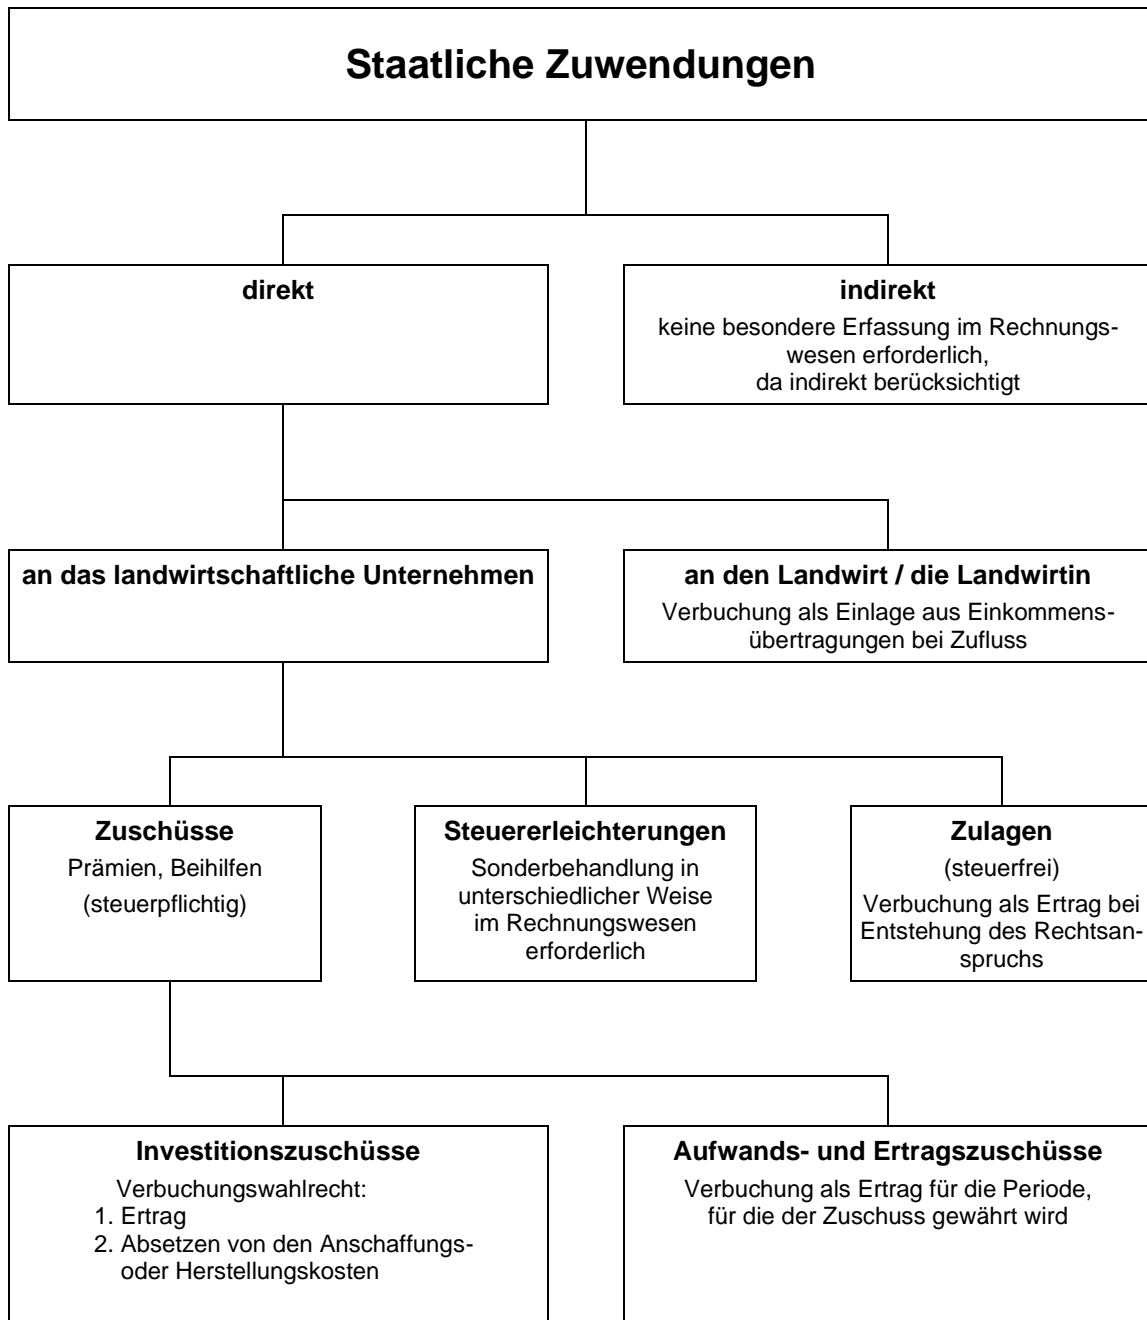 Staatliche Zuwendungen
direkt
indirekt
keine besondere Erfassung im Rechnungs-
wesen erforderlich,
da indirekt berücksichtigt
an das landwirtschaftliche Unternehmen
an den Landwirt / die Landwirtin
Verbuchung als Einlage aus Einkommens-
übertragungen bei Zufluss
Zuschüsse
Prämien, Beihilfen
(steuerpflichtig)
Steuererleichterungen
Sonderbehandlung in
unterschiedlicher Weise
im Rechnungswesen
erforderlich
Zulagen
(steuerfrei)
Verbuchung als Ertrag bei
Entstehung des Rechtsan-
spruchs
Investitionszuschüsse
Verbuchungswahlrecht:
1. Ertrag
2. Absetzen von den Anschaffungs-
oder Herstellungskosten
Aufwands- und Ertragszuschüsse
Verbuchung als Ertrag für die Periode,
für die der Zuschuss gewährt wird